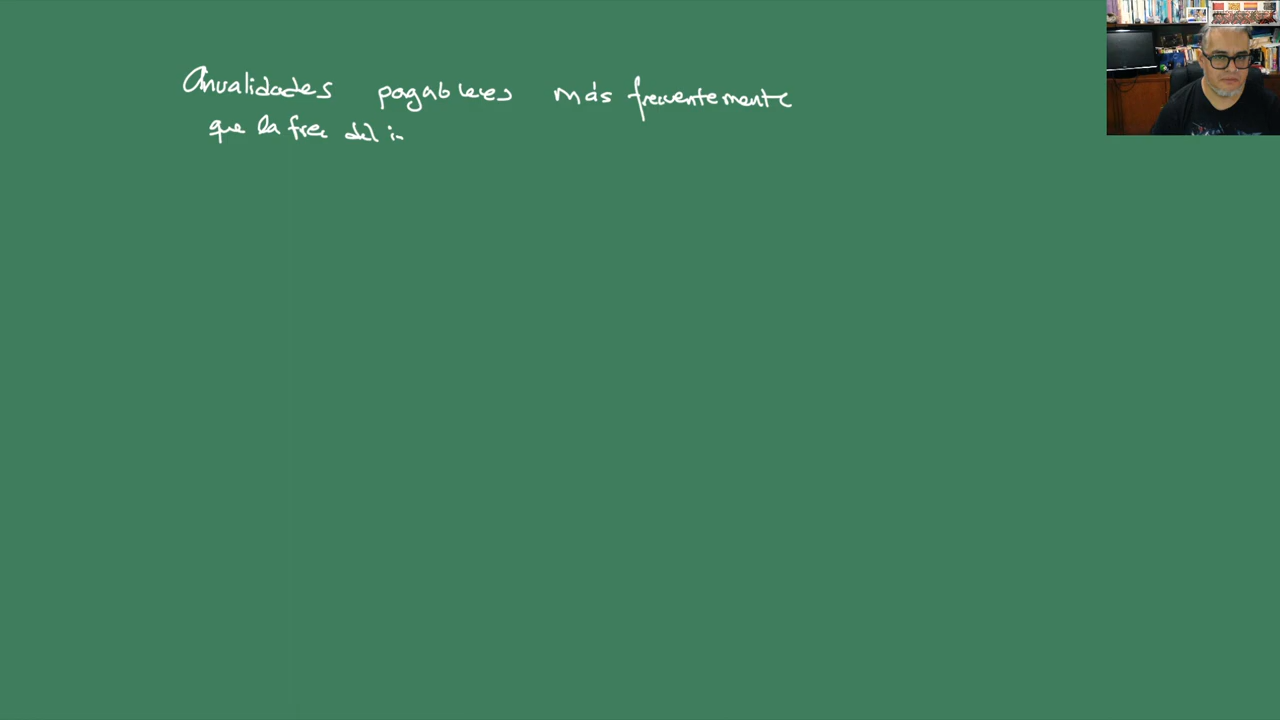 Anualidades pagables más frecuentemente
que la frec del i